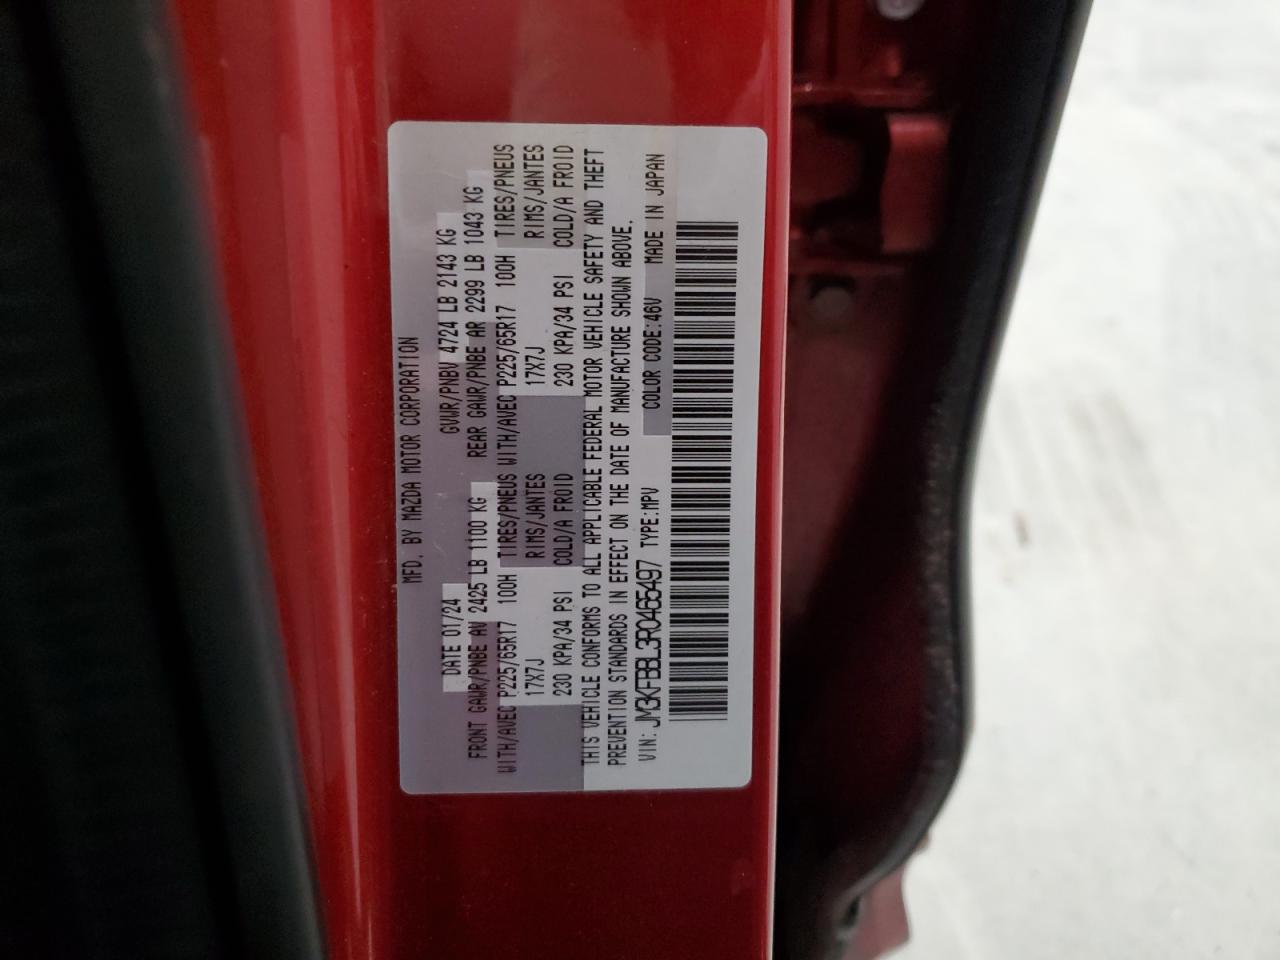 MFD. BY MAZDA MOTOR CORPORATION
DATE 01/24 GVWR/PNBV 4724 LB 2143 KG
FRONT GAWR/PNBE AV 2425 LB 1100 KG REAR GAWR/PNBE AR 2299 LB 1043 KG
WITH/AVEC P225/65R17 100H TIRES/PNEUS WITH/AVEC P225/65R17 100H TIRES/PNEUS
17X7J RIMS/JANTES 17X7J RIMS/JANTES
230 KPA/34 PSI COLD/A FROID 230 KPA/34 PSI COLD/A FROID
THIS VEHICLE CONFORMS TO ALL APPLICABLE FEDERAL MOTOR VEHICLE SAFETY AND THEFT
PREVENTION STANDARDS IN EFFECT ON THE DATE OF MANUFACTURE SHOWN ABOVE.
VIN: JM3KFBBL3R0465497 TYPE:MPV COLOR CODE:46V MADE IN JAPAN